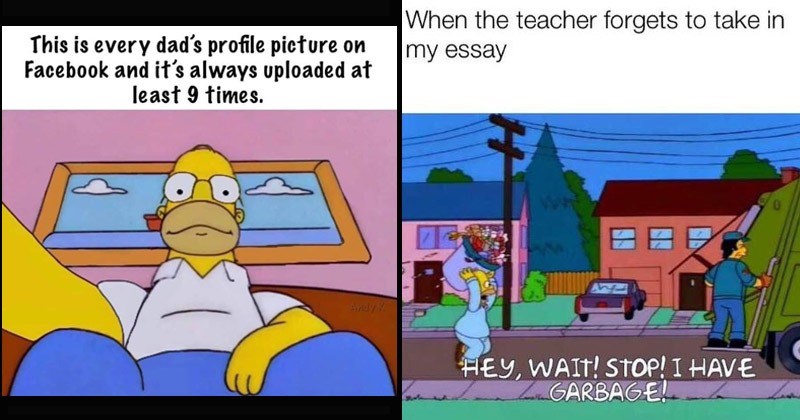 This is every dad's profile picture on
Facebook and it's always uploaded at
least 9 times.
When the teacher forgets to take in
my essay
HEY, WAIT! STOP! I HAVE
GARBAGE!